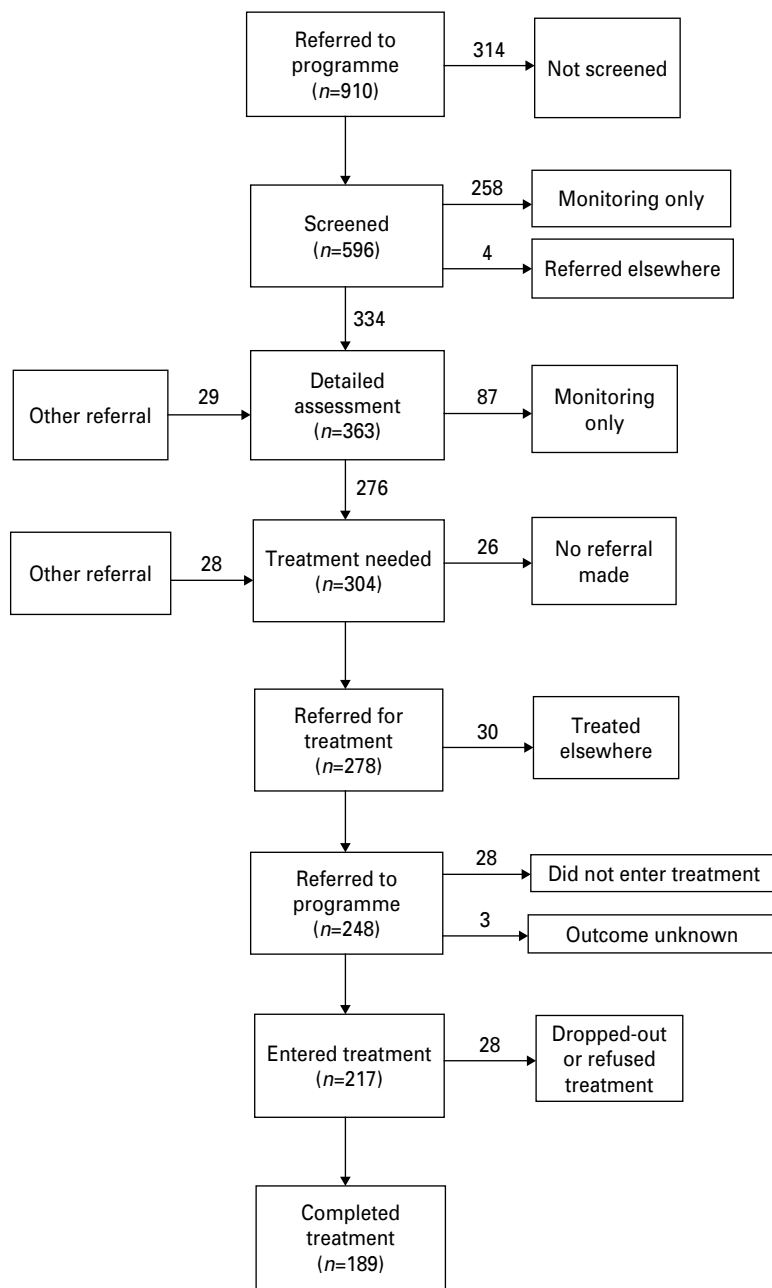 Referred to
programme
(n=910)
314
Not screened
Screened
(n=596)
258
Monitoring only
4
Referred elsewhere
334
Other referral
29
Detailed
assessment
(n=363)
87
Monitoring
only
276
Other referral
28
Treatment needed
(n=304)
26
No referral
made
Referred for
treatment
(n=278)
30
Treated
elsewhere
Referred to
programme
(n=248)
28
Did not enter treatment
3
Outcome unknown
Entered treatment
(n=217)
28
Dropped-out
or refused
treatment
Completed
treatment
(n=189)